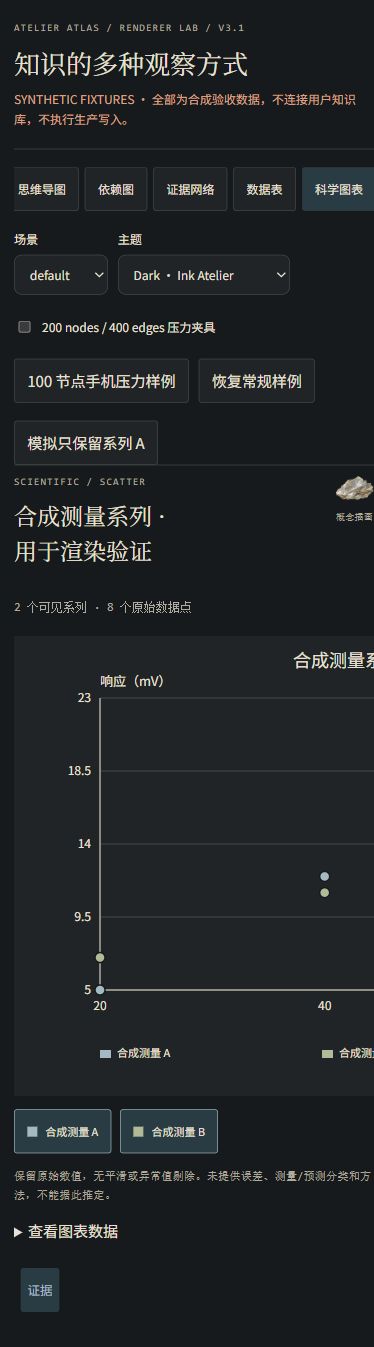 ATELIER ATLAS / RENDERER LAB / V3.1
知识的多种观察方式
SYNTHETIC FIXTURES · 全部为合成验收数据，不连接用户知识
库，不执行生产写入。
思维导图 依赖图 证据网络 数据表 科学图表
场景 主题
default Dark · Ink Atelier
200 nodes / 400 edges 压力夹具
100 节点手机压力样例 恢复常规样例
模拟只保留系列 A
SCIENTIFIC / SCATTER
概念插画
合成测量系列 ·
用于渲染验证
2 个可见系列 · 8 个原始数据点
合成测量系
响应（mV）
23
18.5
14
9.5
5
20 40
合成测量 A 合成测
合成测量 A 合成测量 B
保留原始数值，无平滑或异常值剔除。未提供误差、测量/预测分类和方
法，不能据此推定。
查看图表数据
证据